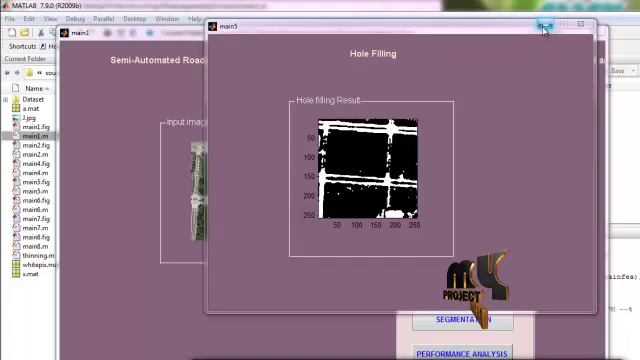 MATLAB 7.9.0 (R2009b)
File Edit View Debug Parallel Desktop Window
Shortcuts
Current Folder
Dataset
a.mat
J.jpg
main1.fig
main1.m
main2.fig
main2.m
main4.fig
main4.m
main5.fig
main5.m
main6.fig
main6.m
main7.fig
main7.m
main8.fig
main8.m
thinning.m
whitepix.mat
x.mat
main1
Semi-Automated Road
Input imag
main5
Hole Filling
Hole filling Result
50
100
150
200
250
50 100 150 200 250
MY
PROJECT
SEGMENTATION
PERFORMANCE ANALYSIS